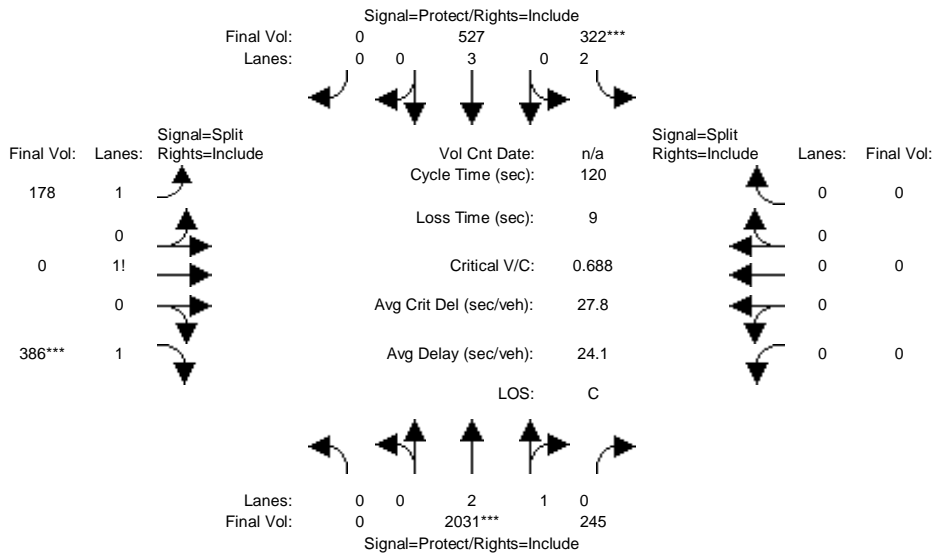 Signal=Protect/Rights=Include
Final Vol: 0 527 322***
Lanes: 0 0 3 0 2
Signal=Split
Final Vol: Lanes: Rights=Include
Vol Cnt Date: n/a
Signal=Split
Rights=Include Lanes: Final Vol:
Cycle Time (sec): 120
178 1
0 0
Loss Time (sec): 9
0
0
0 1!
Critical V/C: 0.688
0 0
0
Avg Crit Del (sec/veh): 27.8
0
386*** 1
Avg Delay (sec/veh): 24.1
0 0
LOS: C
Lanes: 0 0 2 1 0
Final Vol: 0 2031*** 245
Signal=Protect/Rights=Include